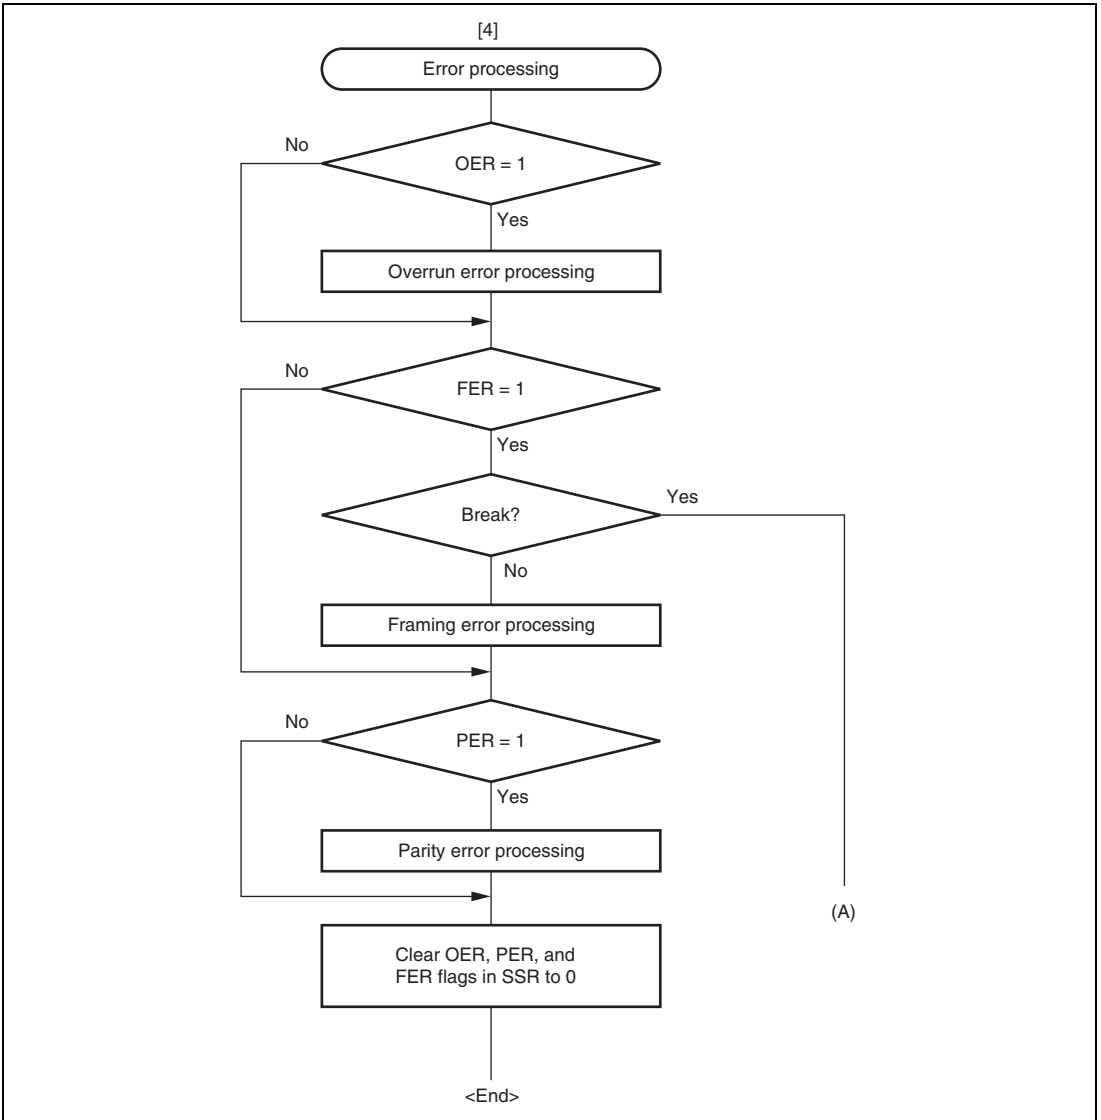 [4]
Error processing
No
OER = 1
Yes
Overrun error processing
No
FER = 1
Yes
Break?
Yes
No
Framing error processing
No
PER = 1
Yes
Parity error processing
(A)
Clear OER, PER, and
FER flags in SSR to 0
<End>